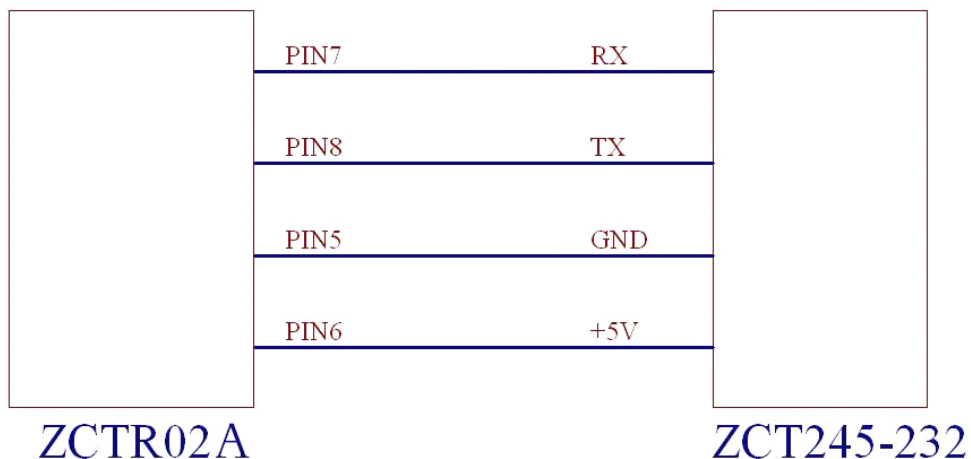 PIN7 RX
PIN8 TX
PIN5 GND
PIN6 +5V
ZCTR02A ZCT245-232